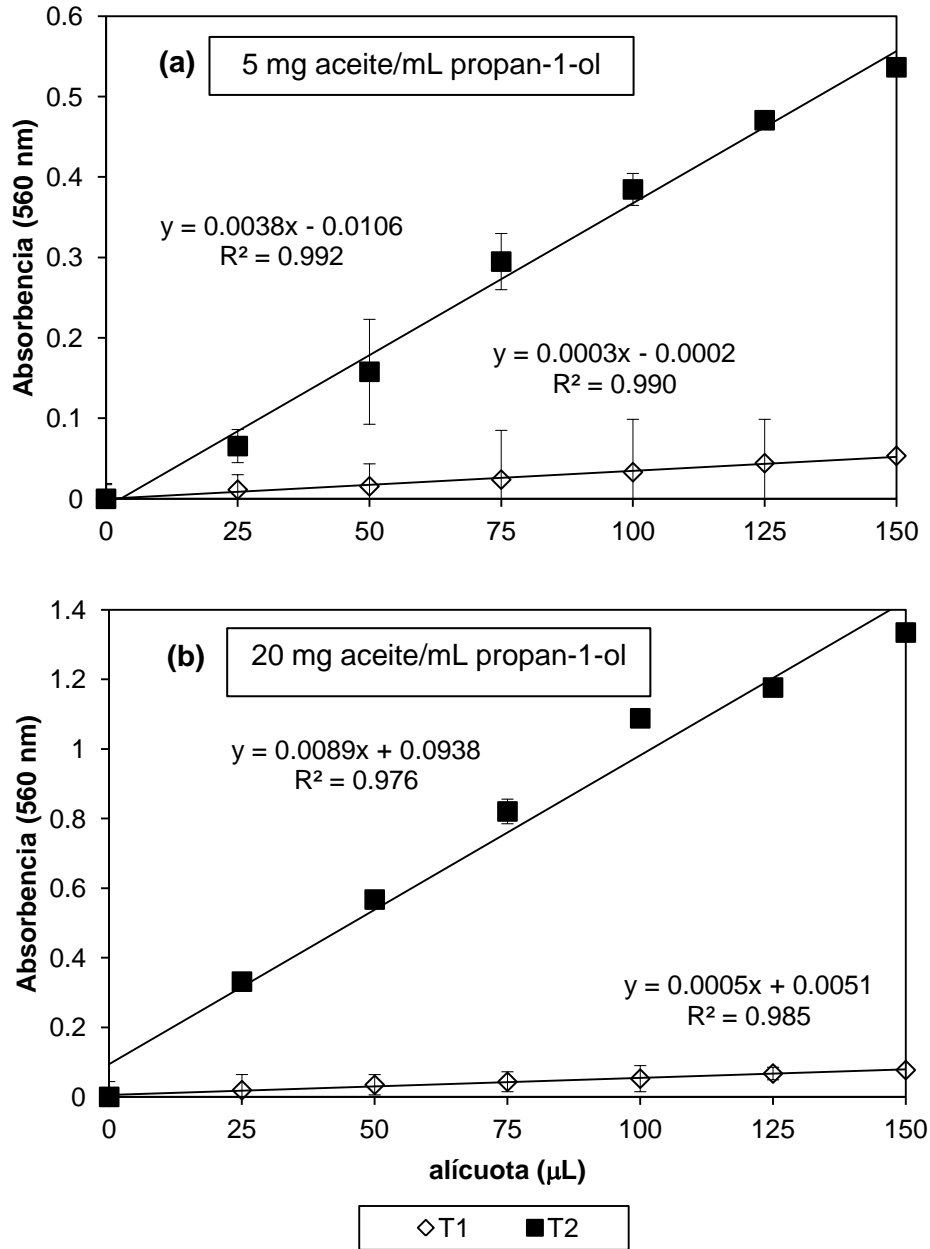 0.6
(a)
5 mg aceite/mL propan-1-ol
0.5
0.4
y = 0.0038x - 0.0106
R² = 0.992
0.3
0.2
y = 0.0003x - 0.0002
R² = 0.990
0.1
0
Absorbencia (560 nm)
0 25 50 75 100 125 150
1.4
(b)
20 mg aceite/mL propan-1-ol
1.2
1
y = 0.0089x + 0.0938
R² = 0.976
0.8
0.6
0.4
y = 0.0005x + 0.0051
R² = 0.985
0.2
0
Absorbencia (560 nm)
0 25 50 75 100 125 150
alícuota (μL)
T1 T2